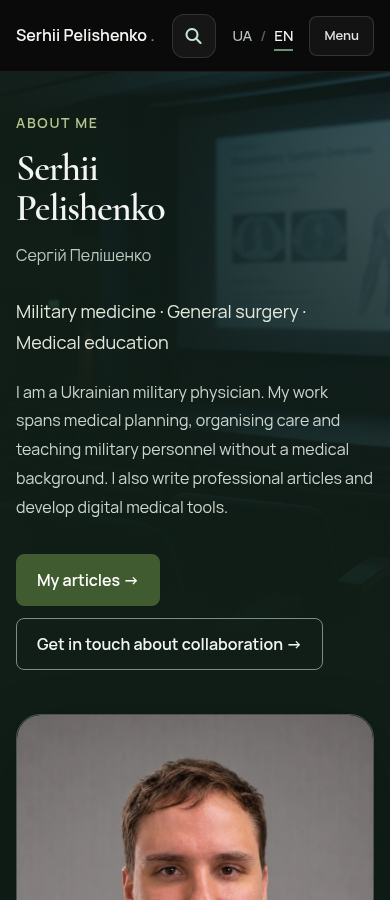 Serhii Pelishenko .
UA / EN
Menu
ABOUT ME
Serhii
Pelishenko
Сергій Пелішенко
Military medicine · General surgery ·
Medical education
I am a Ukrainian military physician. My work
spans medical planning, organising care and
teaching military personnel without a medical
background. I also write professional articles and
develop digital medical tools.
My articles →
Get in touch about collaboration →